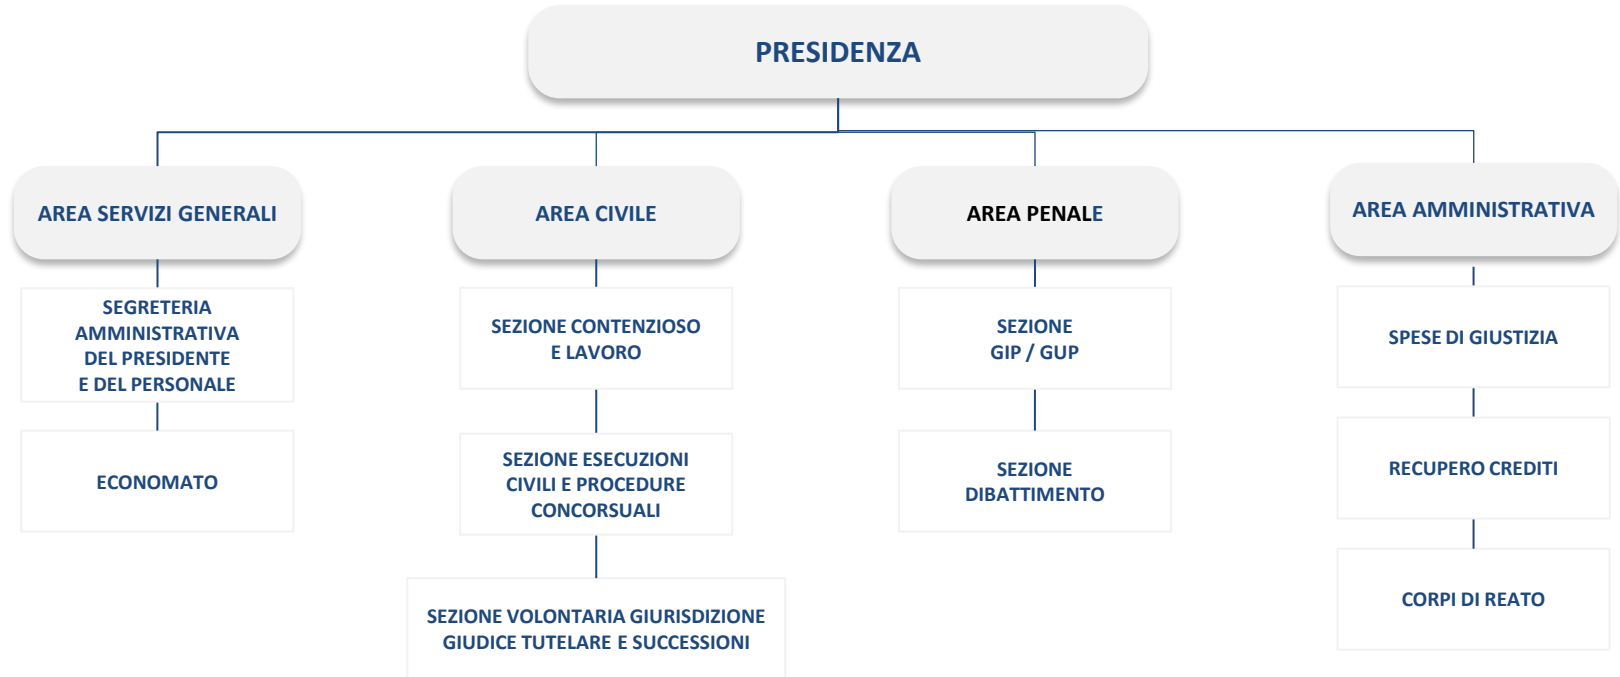 PRESIDENZA
AREA SERVIZI GENERALI
SEGRETERIA
AMMINISTRATIVA
DEL PRESIDENTE
E DEL PERSONALE
ECONOMATO
AREA CIVILE
SEZIONE CONTENZIOSO
E LAVORO
SEZIONE ESECUZIONI
CIVILI E PROCEDURE
CONCORSUALI
SEZIONE VOLONTARIA GIURISDIZIONE
GIUDICE TUTELARE E SUCCESSIONI
AREA PENALE
SEZIONE
GIP / GUP
SEZIONE
DIBATTIMENTO
AREA AMMINISTRATIVA
SPESE DI GIUSTIZIA
RECUPERO CREDITI
CORPI DI REATO